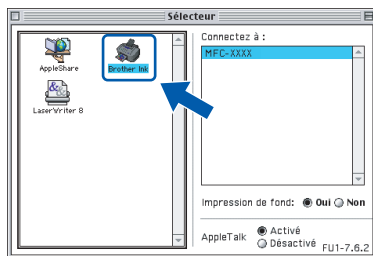 Sélecteur
AppleShare
Brother Ink
LaserWriter 8
Connectez à :
MFC-XXXX
Impression de fond: Oui Non
AppleTalk
Activé
Désactivé
FU1-7.6.2